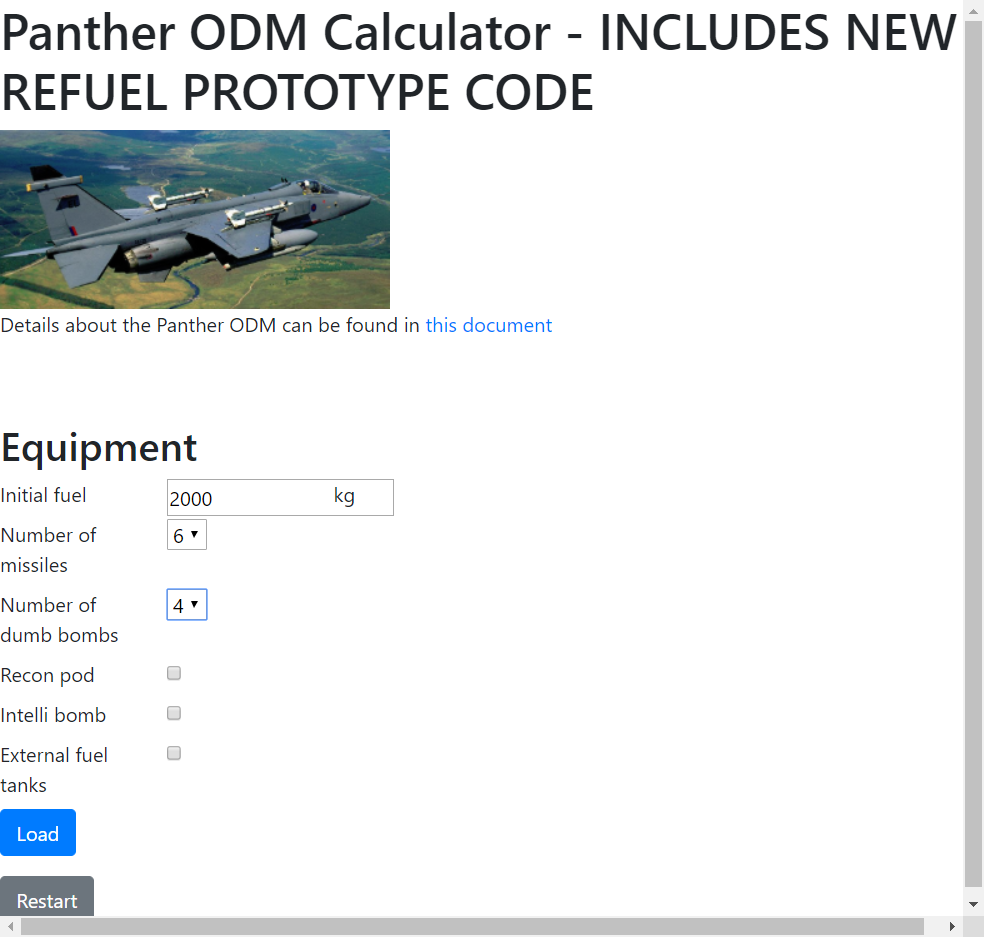 Panther ODM Calculator - INCLUDES NEW
REFUEL PROTOTYPE CODE
Details about the Panther ODM can be found in this document
Equipment
Initial fuel 2000 kg
Number of missiles 6
Number of dumb bombs 4
Recon pod
Intelli bomb
External fuel tanks
Load
Restart